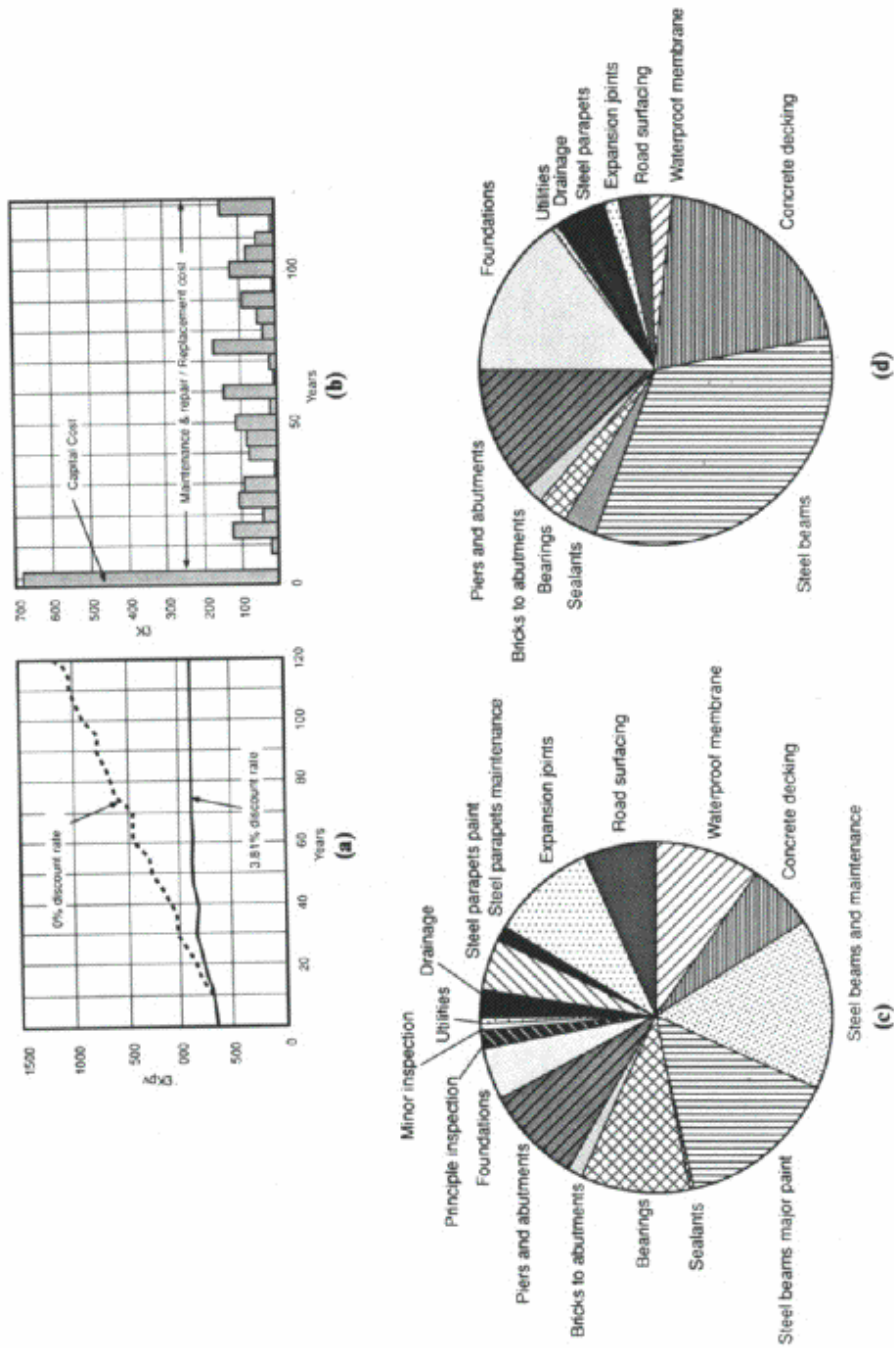 1500
1000
500
000
500
0
£Kpv
20
40
60
80
100
120
Years
0% discount rate
3.81% discount rate
(a)
700
600
500
400
300
200
100
£K
0
50
100
Years
Capital Cost
Maintenance & repair / Replacement cost
(b)
Minor inspection
Utilities
Drainage
Steel parapets paint
Steel parapets maintenance
Expansion joints
Road surfacing
Waterproof membrane
Concrete decking
Steel beams and maintenance
Steel beams major paint
Sealants
Bearings
Bricks to abutments
Piers and abutments
Foundations
Principle inspection
(c)
Foundations
Utilities
Drainage
Steel parapets
Expansion joints
Road surfacing
Waterproof membrane
Concrete decking
Steel beams
Sealants
Bearings
Bricks to abutments
Piers and abutments
(d)